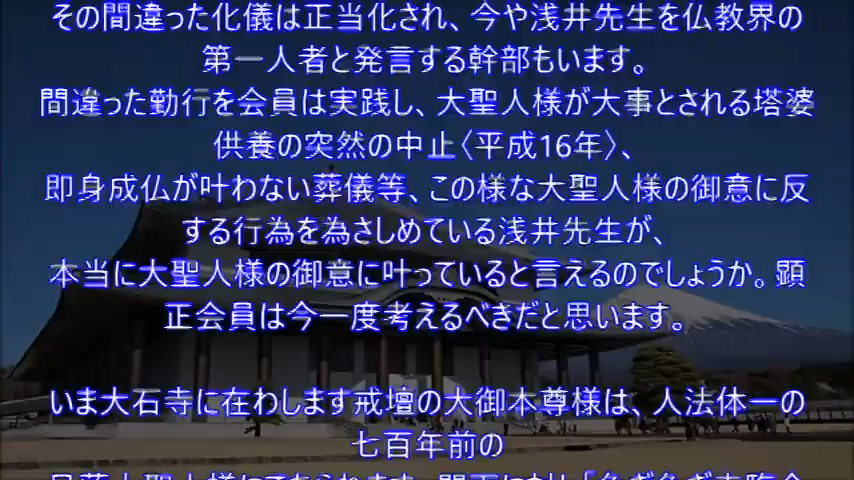 その間違った化儀は正当化され、今や浅井先生を仏教界の
第一人者と発言する幹部もいます。
間違った勤行を会員は実践し、大聖人様が大事とされる塔婆
供養の突然の中止〈平成16年〉、
即身成仏が叶わない葬儀等、この様な大聖人様の御意に反
する行為を為さしめている浅井先生が、
本当に大聖人様の御意に叶っていると言えるのでしょうか。顕
正会員は今一度考えるべきだと思います。
いま大石寺に在わします戒壇の大御本尊様は、人法体一の
七百年前の